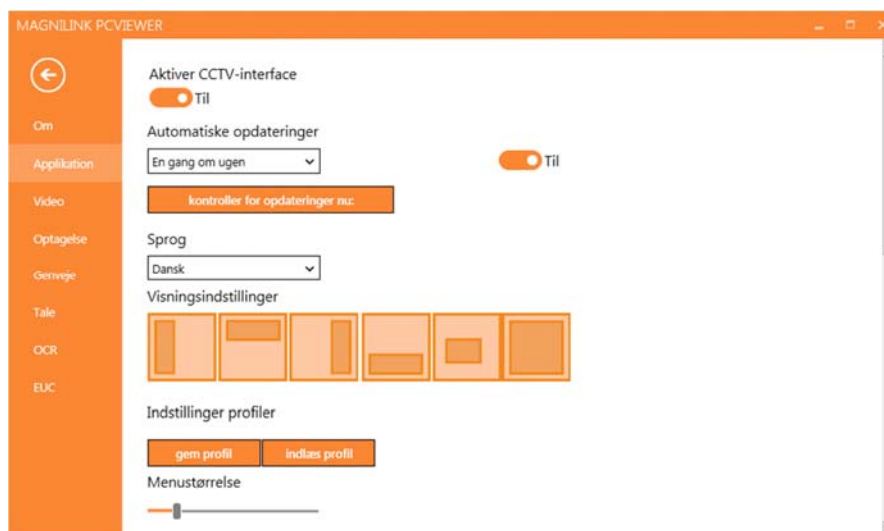 MAGNILINK PCVIEWER
Om
Applikation
Video
Optagelse
Genveje
Tale
OCR
EUC
Aktiver CCTV-interface
Til
Automatiske opdateringer
En gang om ugen
Til
kontroller for opdateringer nu:
Sprog
Dansk
Visningsindstillinger
Indstillinger profiler
gem profil indlæs profil
Menustørrelse